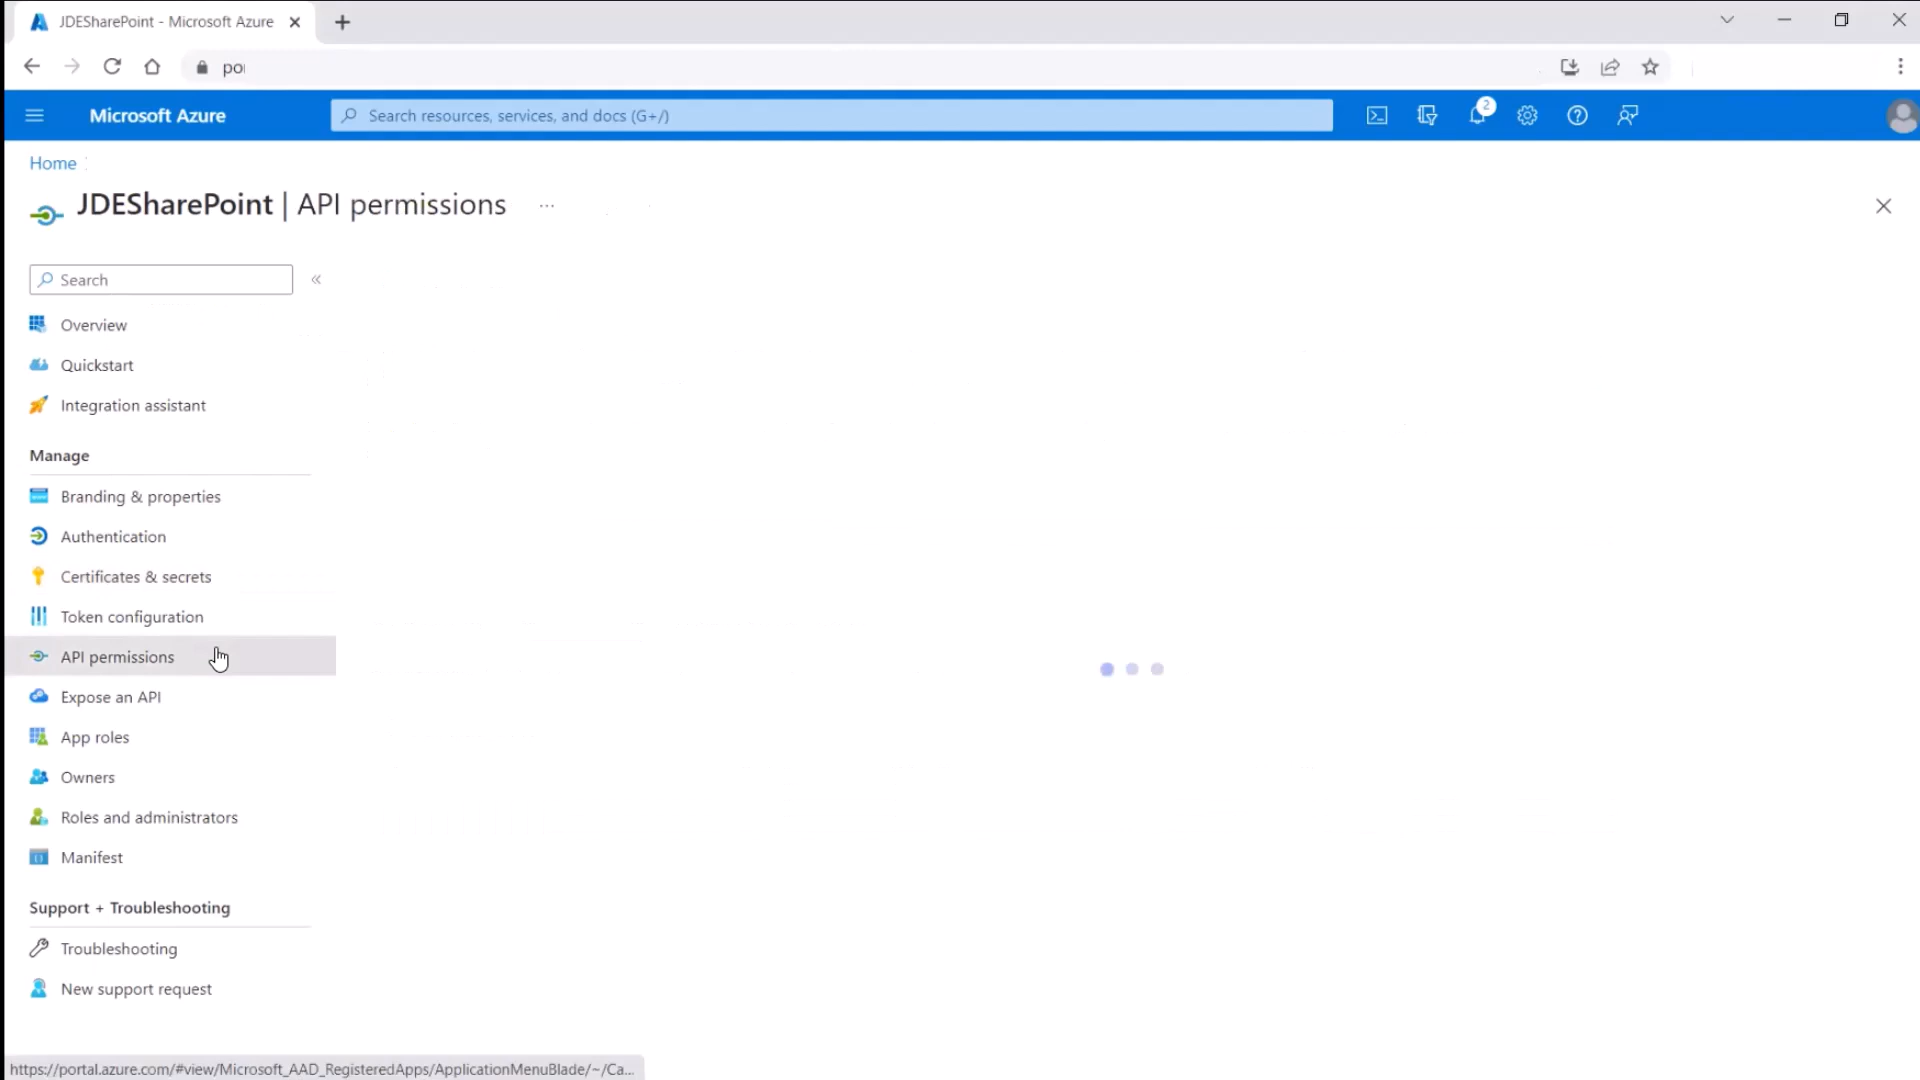 JDESharePoint - Microsoft Azure
Microsoft Azure
Search resources, services, and docs (G+/)
2
Home
JDESharePoint | API permissions
...
Search
«
Overview
Quickstart
Integration assistant
Manage
Branding & properties
Authentication
Certificates & secrets
Token configuration
API permissions
Expose an API
App roles
Owners
Roles and administrators
Manifest
Support + Troubleshooting
Troubleshooting
New support request
https://portal.azure.com/#view/Microsoft_AAD_RegisteredApps/ApplicationMenuBlade/~/Ca...